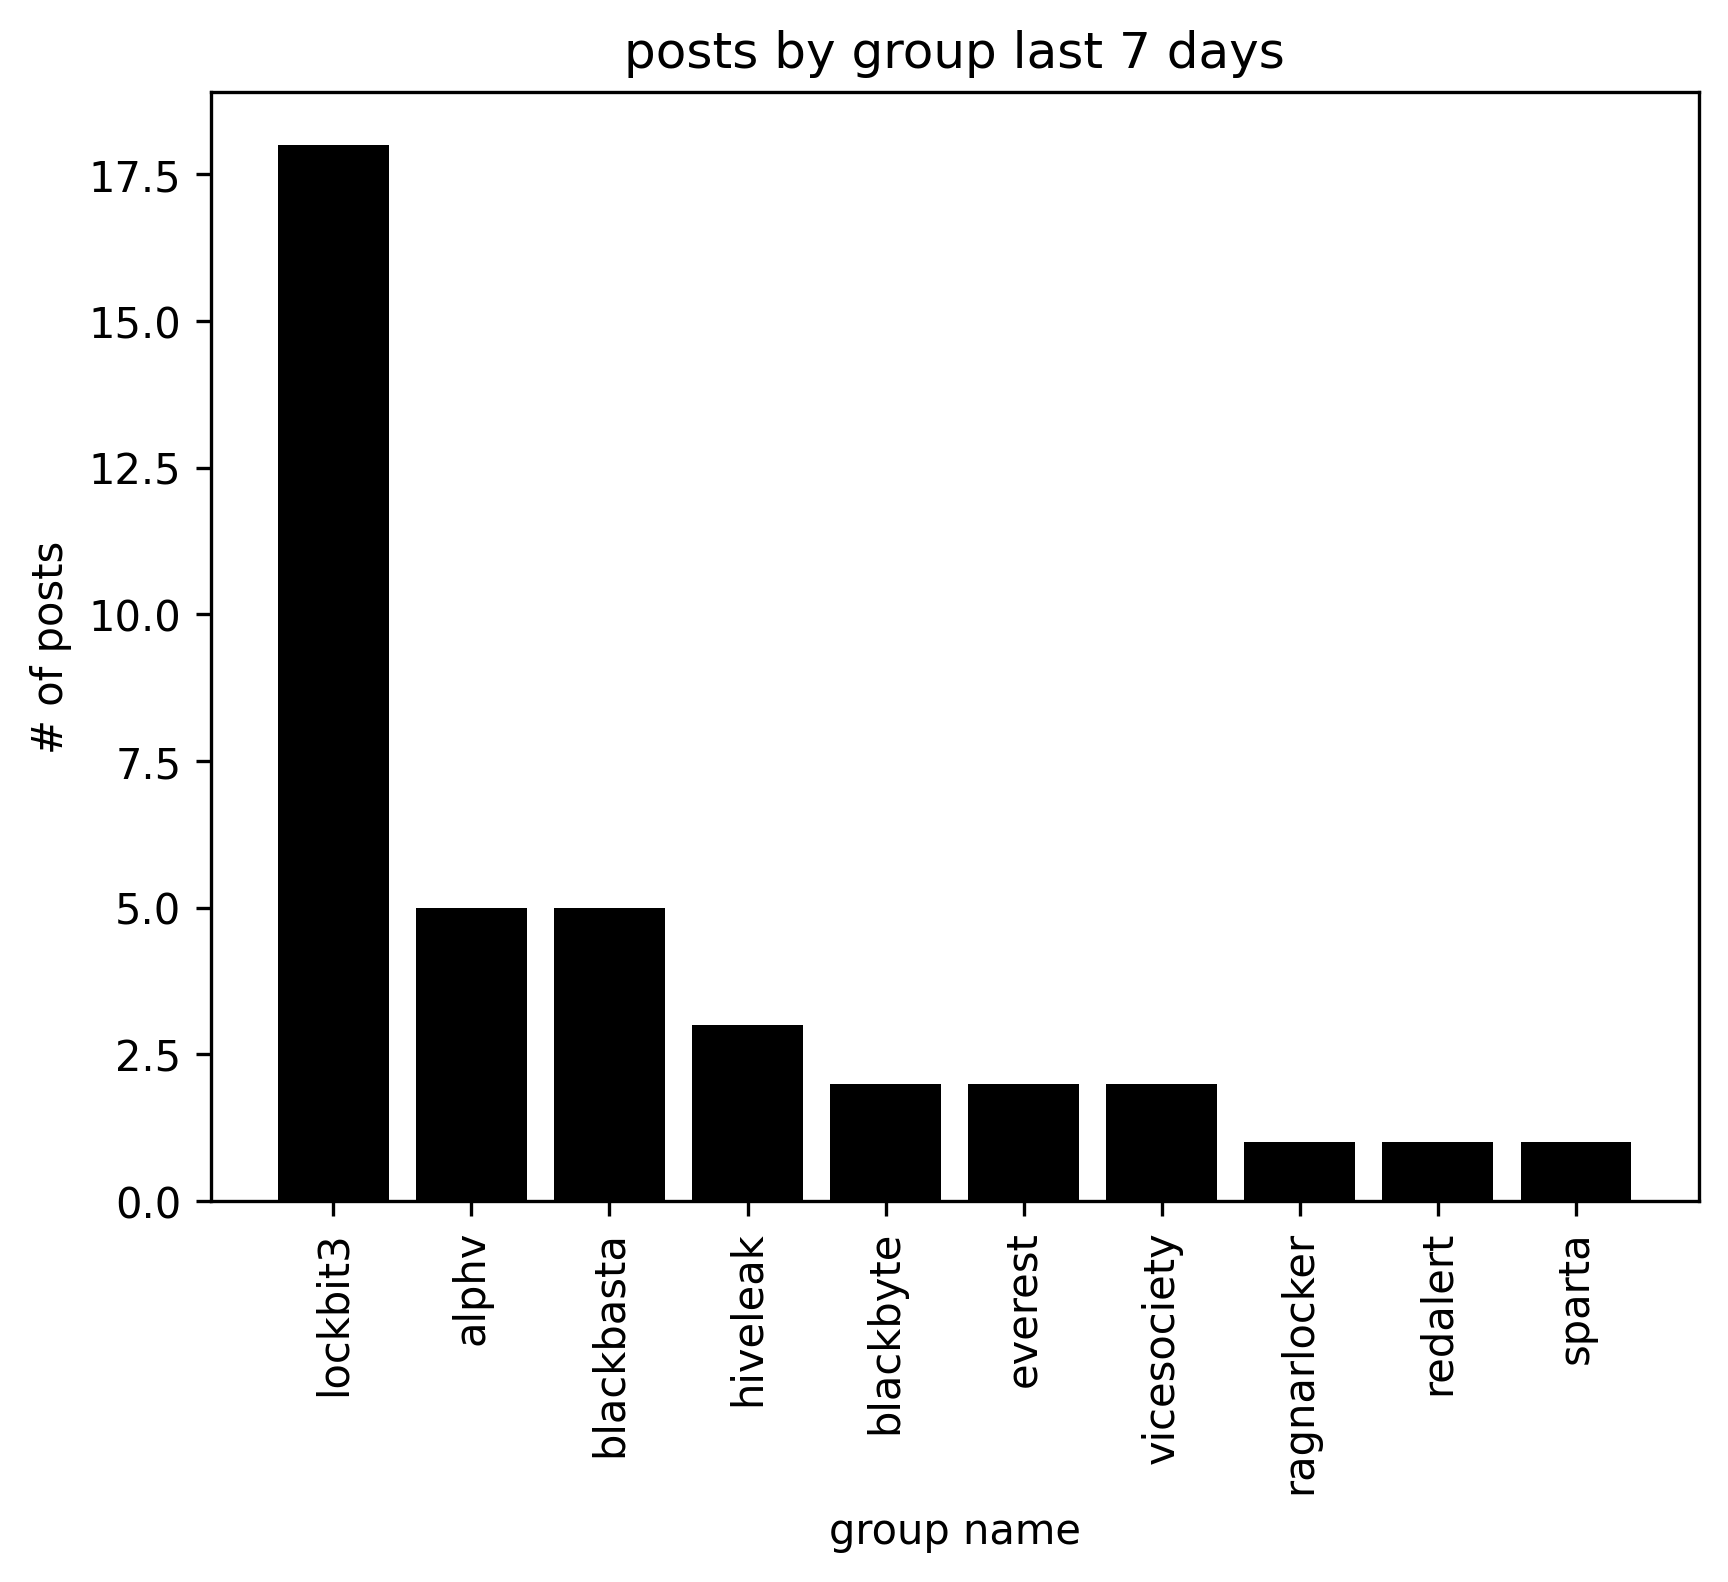 posts by group last 7 days
# of posts
17.5
15.0
12.5
10.0
7.5
5.0
2.5
0.0
lockbit3
alphv
blackbasta
hiveleak
blackbyte
everest
vicesociety
ragnarlocker
redalert
sparta
group name